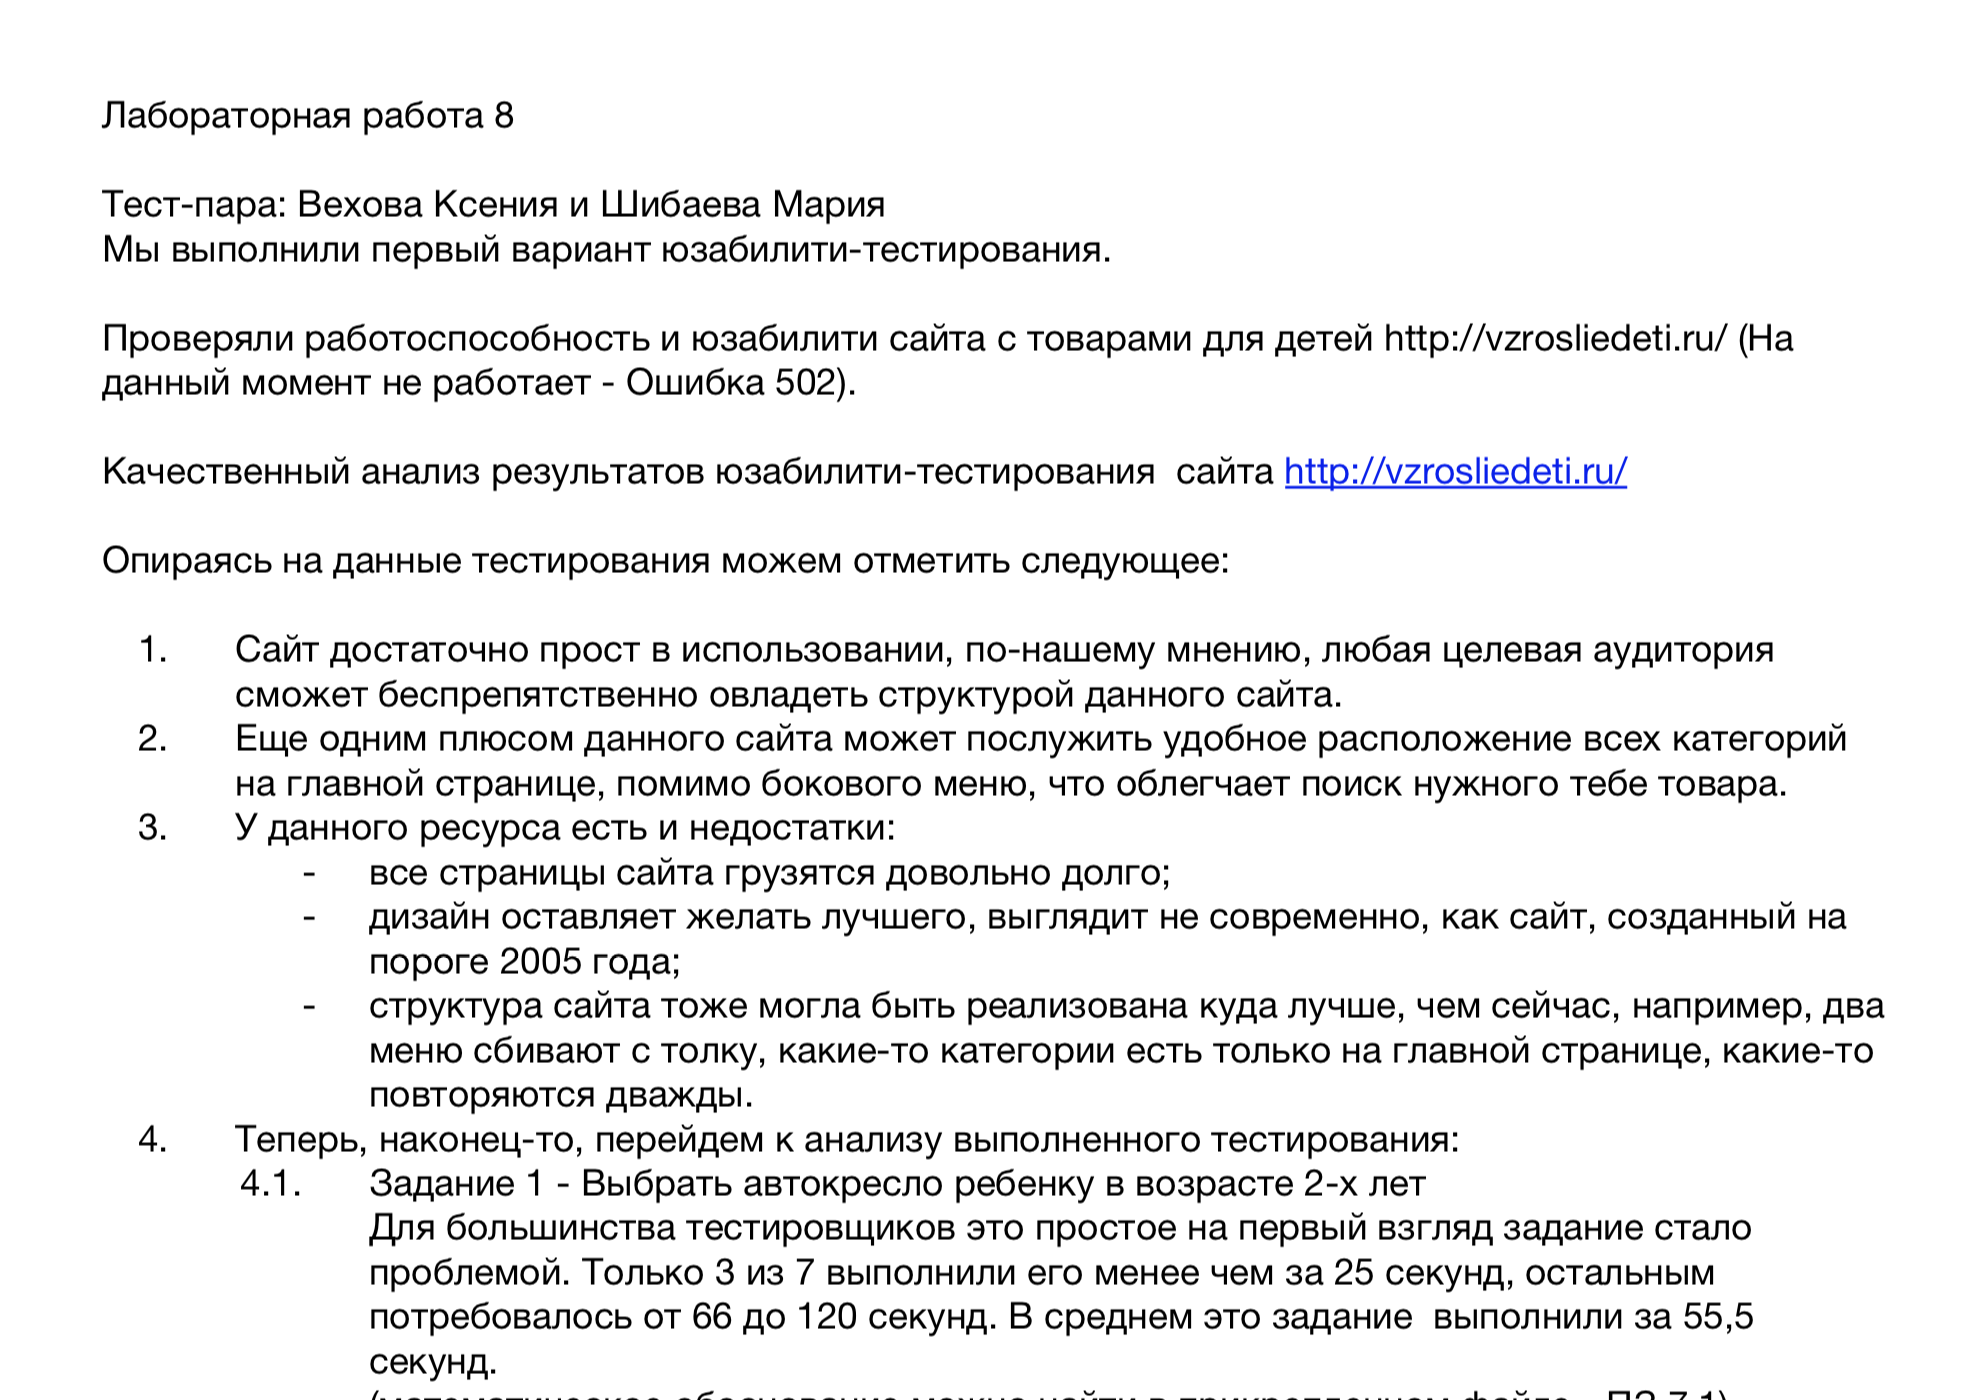 Лабораторная работа 8
Тест-пара: Вехова Ксения и Шибаева Мария
Мы выполнили первый вариант юзабилити-тестирования.
Проверяли работоспособность и юзабилити сайта с товарами для детей http://vzrosliedeti.ru/ (На
данный момент не работает - Ошибка 502).
Качественный анализ результатов юзабилити-тестирования  сайта http://vzrosliedeti.ru/
Опираясь на данные тестирования можем отметить следующее:
1. Сайт достаточно прост в использовании, по-нашему мнению, любая целевая аудитория
сможет беспрепятственно овладеть структурой данного сайта.
2. Еще одним плюсом данного сайта может послужить удобное расположение всех категорий
на главной странице, помимо бокового меню, что облегчает поиск нужного тебе товара.
3. У данного ресурса есть и недостатки:
- все страницы сайта грузятся довольно долго;
- дизайн оставляет желать лучшего, выглядит не современно, как сайт, созданный на
пороге 2005 года;
- структура сайта тоже могла быть реализована куда лучше, чем сейчас, например, два
меню сбивают с толку, какие-то категории есть только на главной странице, какие-то
повторяются дважды.
4. Теперь, наконец-то, перейдем к анализу выполненного тестирования:
4.1. Задание 1 - Выбрать автокресло ребенку в возрасте 2-х лет
Для большинства тестировщиков это простое на первый взгляд задание стало
проблемой. Только 3 из 7 выполнили его менее чем за 25 секунд, остальным
потребовалось от 66 до 120 секунд. В среднем это задание  выполнили за 55,5
секунд.
(математическое обоснование можно найти в прикрепленном файле - ПЗ 7.1)